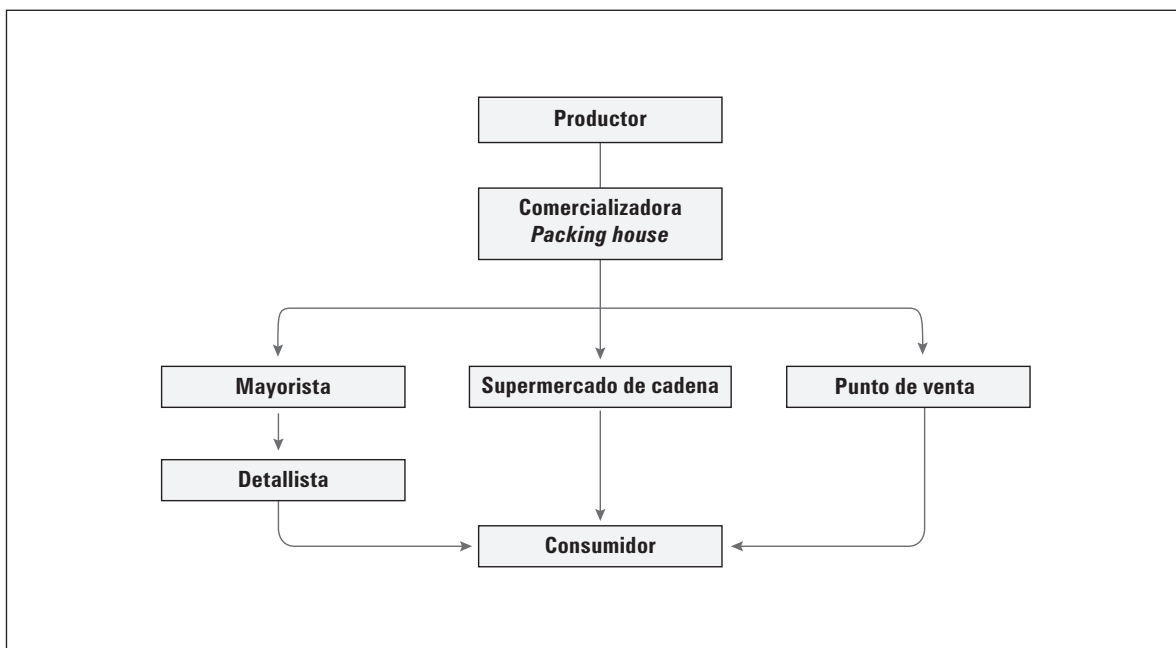 Productor
Comercializadora
Packing house
Mayorista
Supermercado de cadena
Punto de venta
Detallista
Consumidor